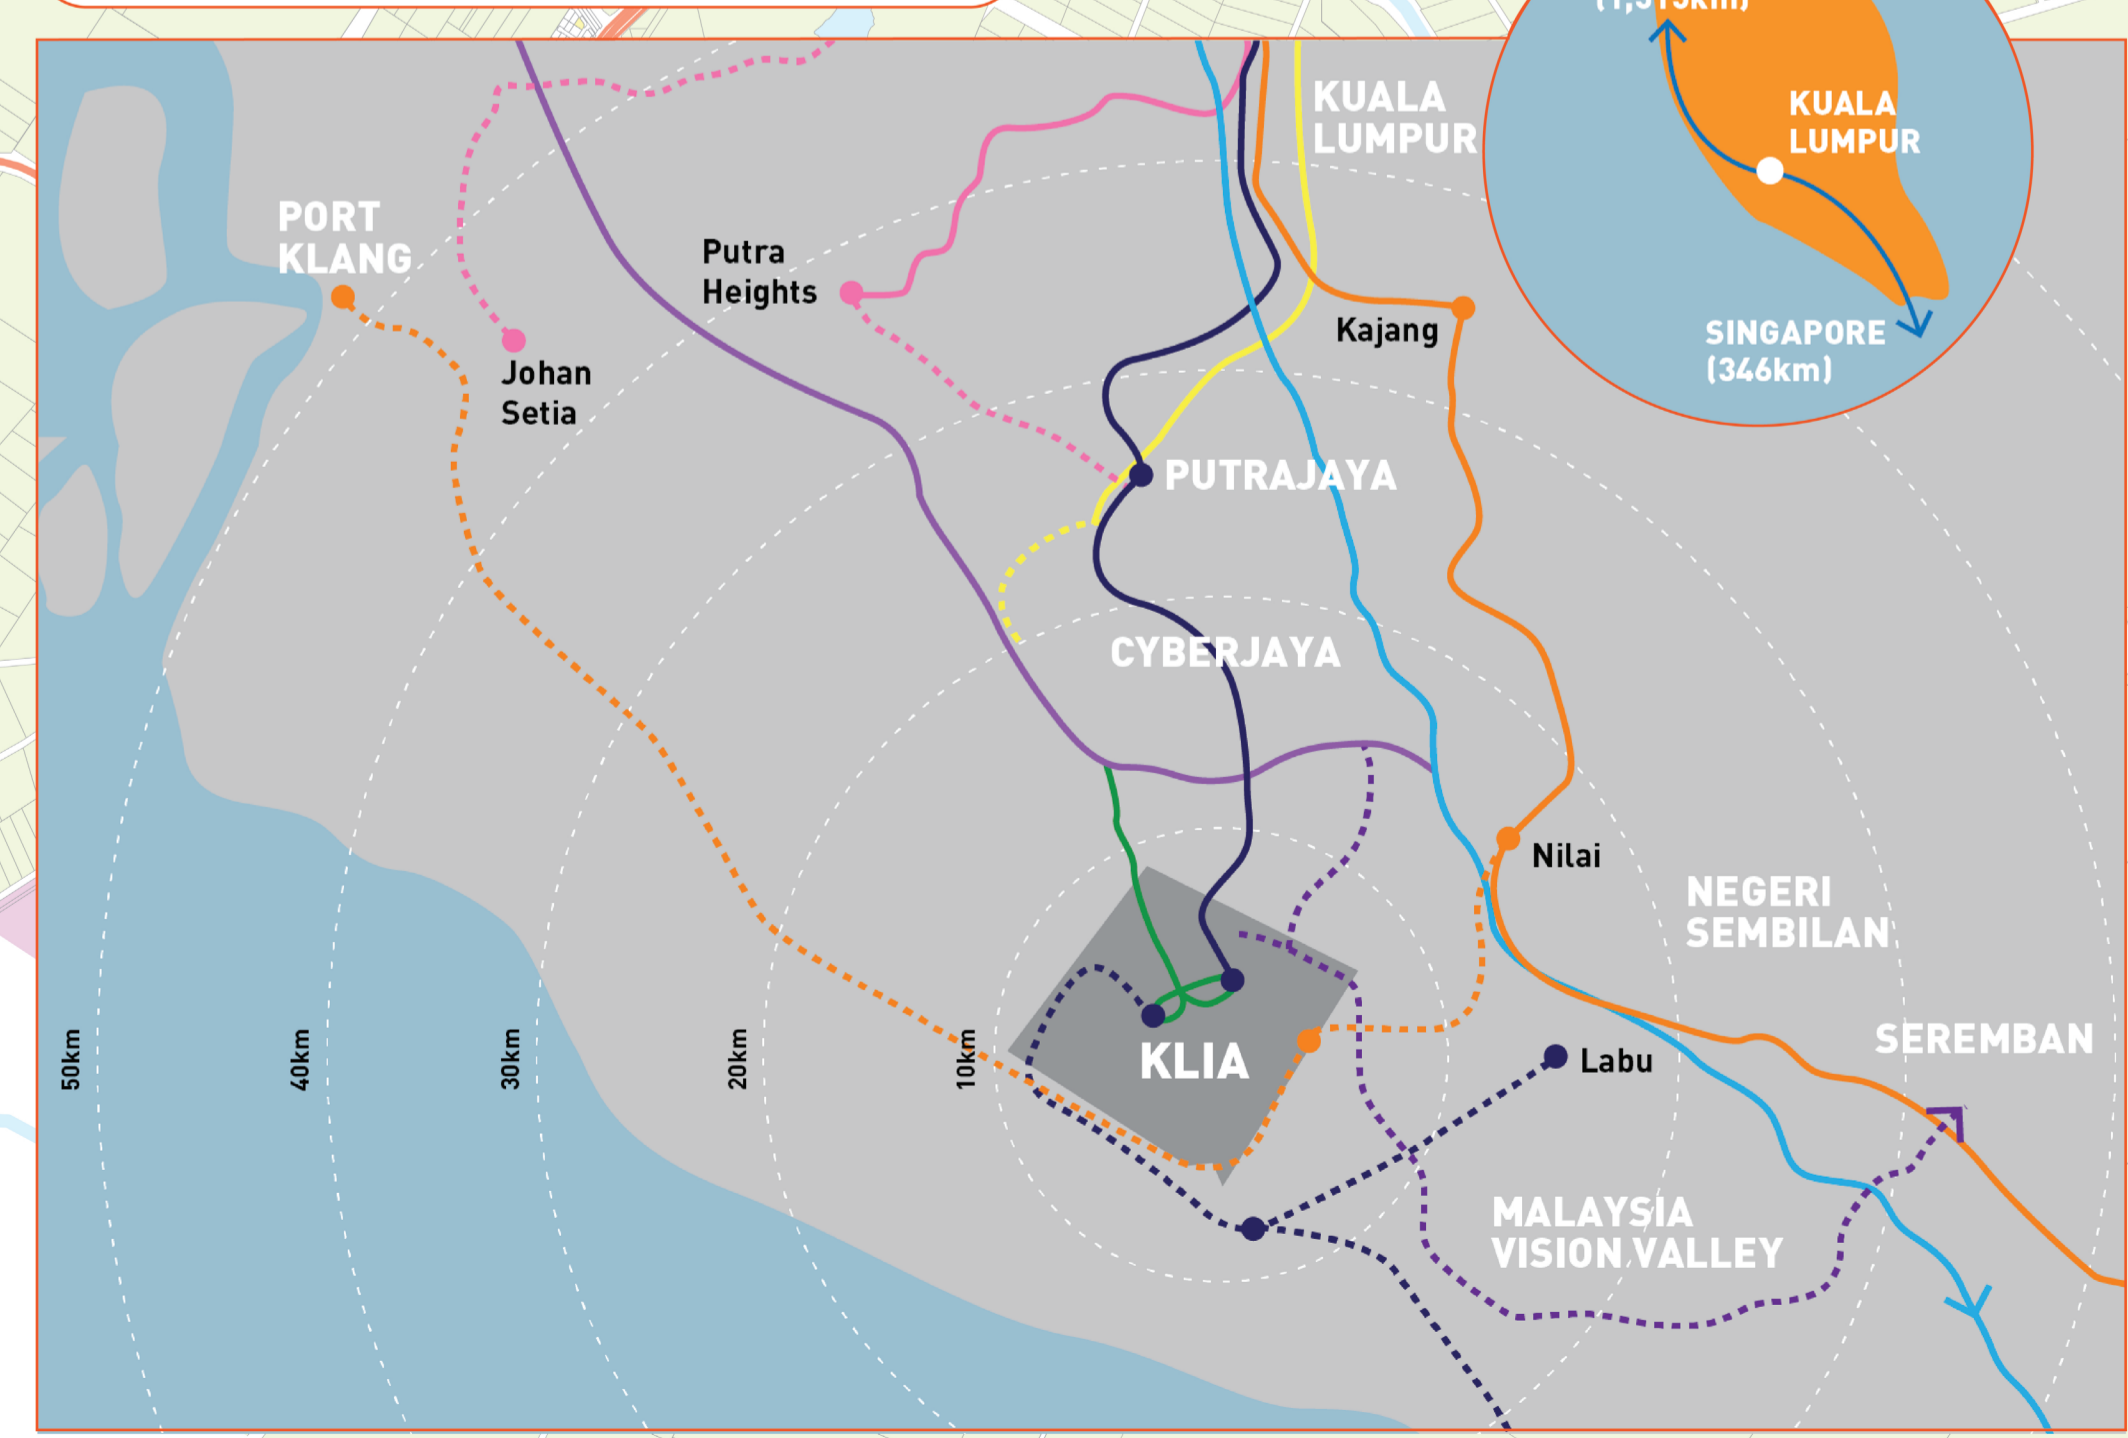 KUALA
LUMPUR
KUALA
LUMPUR
PORT
KLANG
Putra
Heights
Kajang
SINGAPORE
(346km)
Johan
Setia
PUTRAJAYA
CYBERJAYA
Nilai
NEGERI
SEMBILAN
50km
40km
30km
20km
10km
KLIA
Labu
SEREMBAN
MALAYSIA
VISION VALLEY